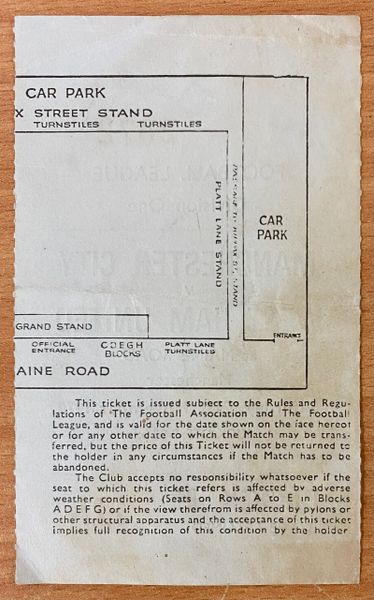 CAR PARK
X STREET STAND
TURNSTILES TURNSTILES
PLATT LANE STAND
PASSAGE TO KIPPAX ST. STAND
CAR PARK
GRAND STAND
ENTRANCE
OFFICIAL ENTRANCE
CDEGH BLOCKS
PLATT LANE TURNSTILES
AINE ROAD
This ticket is issued subject to the Rules and Regu-
lations of The Football Association and The Football
League, and is valid for the date shown on the face hereof
or for any other date to which the Match may be trans-
ferred, but the price of this Ticket will not be returned to
the holder in any circumstances if the Match has to be
abandoned.
The Club accepts no responsibility whatsoever if the
seat to which this ticket refers is affected by adverse
weather conditions (Seats on Rows A to E in Blocks
A D E F G) or if the view therefrom is affected by pylons or
other structural apparatus and the acceptance of this ticket
implies full recognition of this condition by the holder